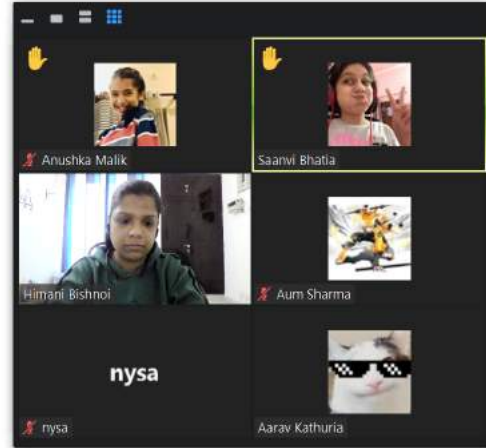 Anushka Malik
Saanvi Bhatia
Himani Bishnoi
Aum Sharma
nysa
nysa
Aarav Kathuria